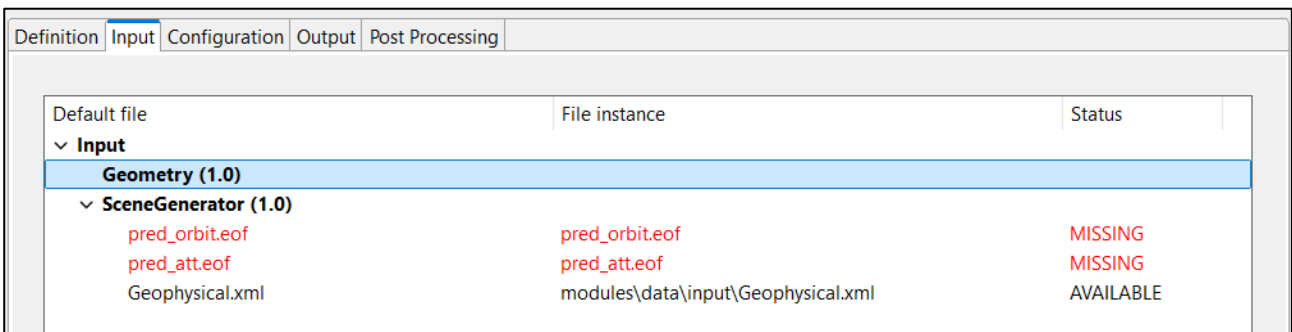 Definition Input Configuration Output Post Processing
Default file File instance Status
Input
Geometry (1.0)
SceneGenerator (1.0)
pred_orbit.eof pred_orbit.eof MISSING
pred_att.eof pred_att.eof MISSING
Geophysical.xml modules\data\input\Geophysical.xml AVAILABLE